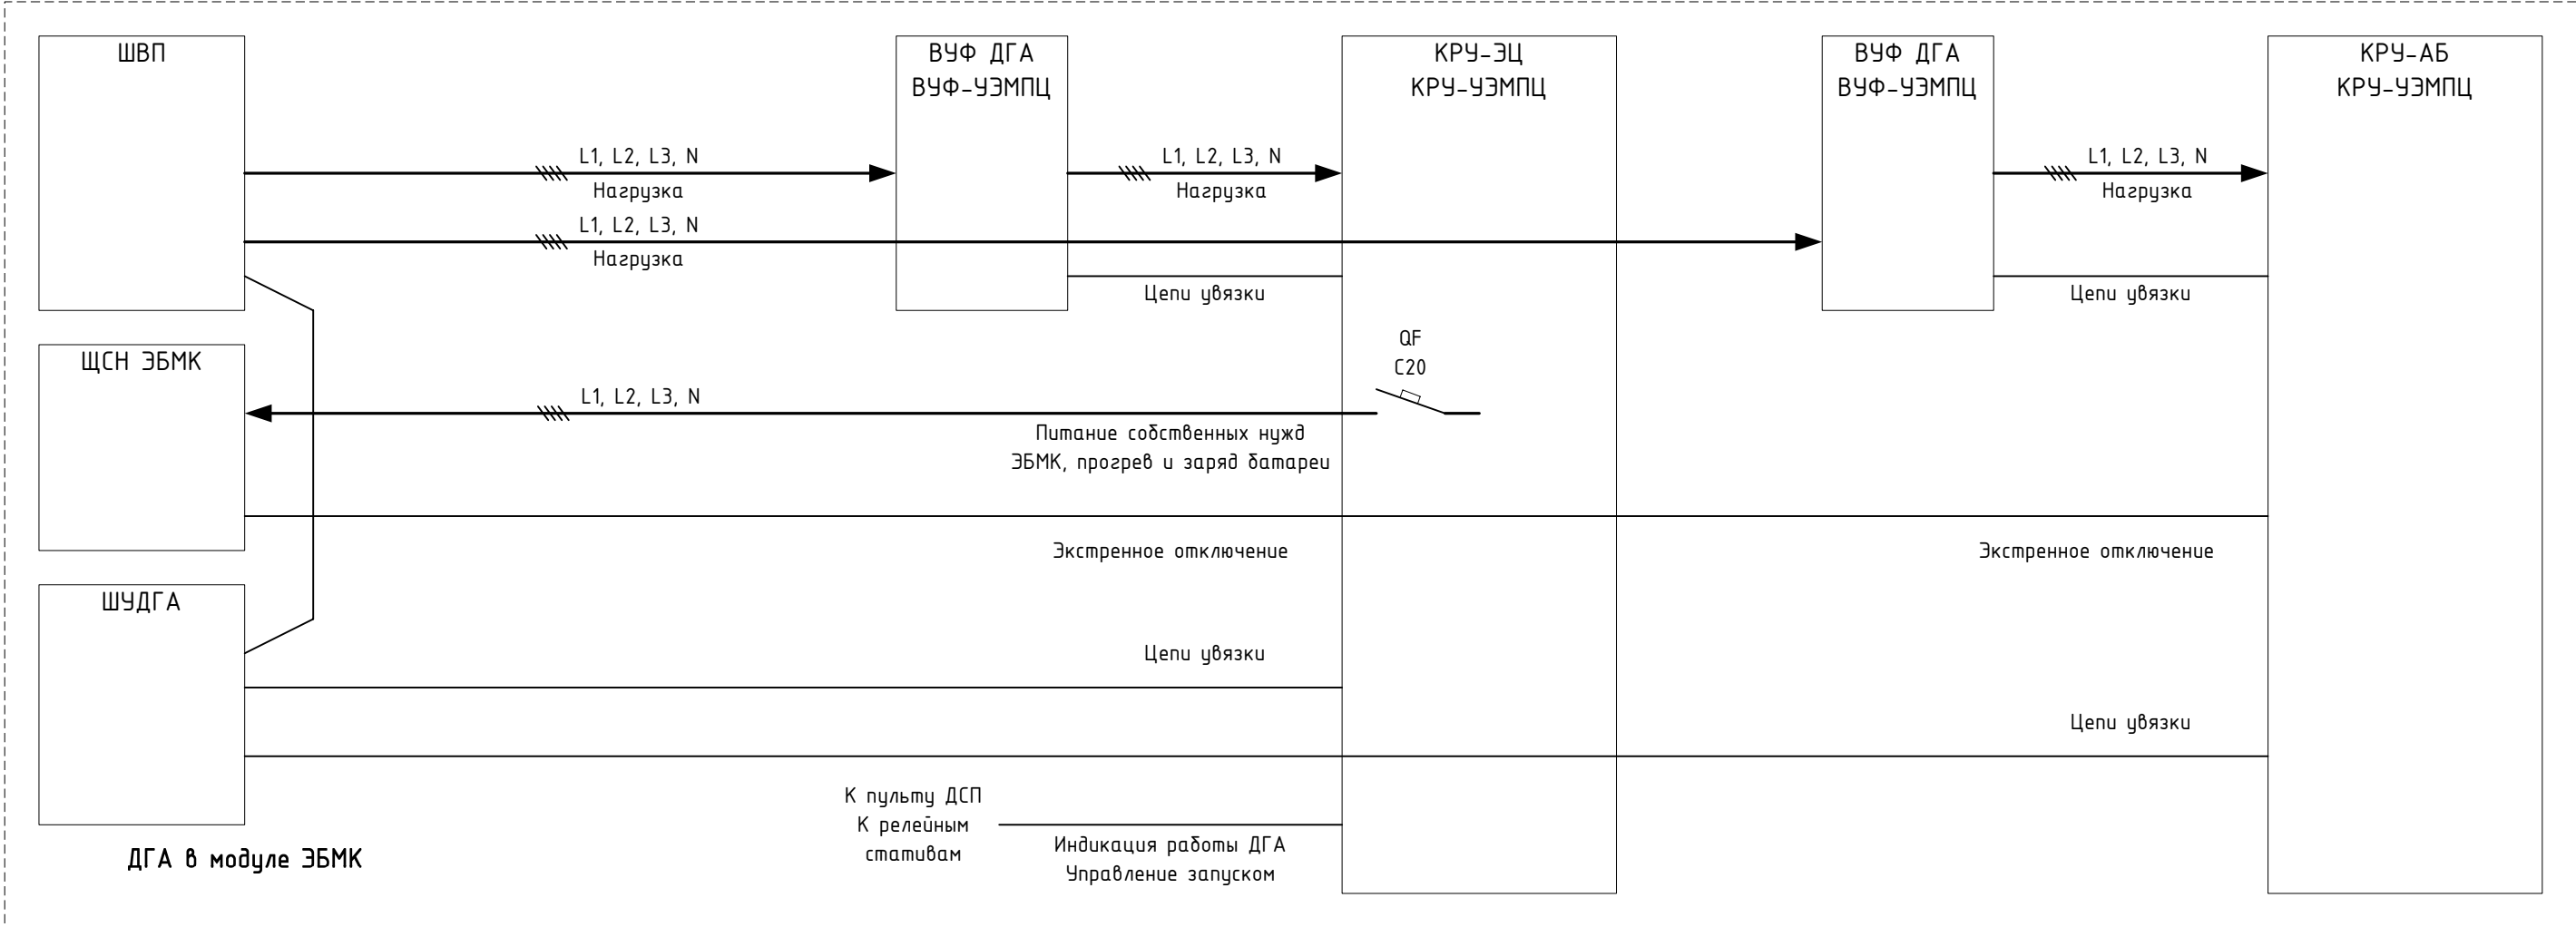 ШВП
ВУФ ДГА
ВУФ-УЭМПЦ
КРУ-ЭЦ
КРУ-УЭМПЦ
ВУФ ДГА
ВУФ-УЭМПЦ
КРУ-АБ
КРУ-УЭМПЦ
L1, L2, L3, N
Нагрузка
L1, L2, L3, N
Нагрузка
L1, L2, L3, N
Нагрузка
L1, L2, L3, N
Нагрузка
Цепи увязки
Цепи увязки
ЩСН ЭБМК
QF
C20
L1, L2, L3, N
Питание собственных нужд
ЭБМК, прогрев и заряд батареи
Экстренное отключение
Экстренное отключение
ШУДГА
Цепи увязки
Цепи увязки
К пульту ДСП
К релейным
стативам
Индикация работы ДГА
Управление запуском
ДГА в модуле ЭБМК